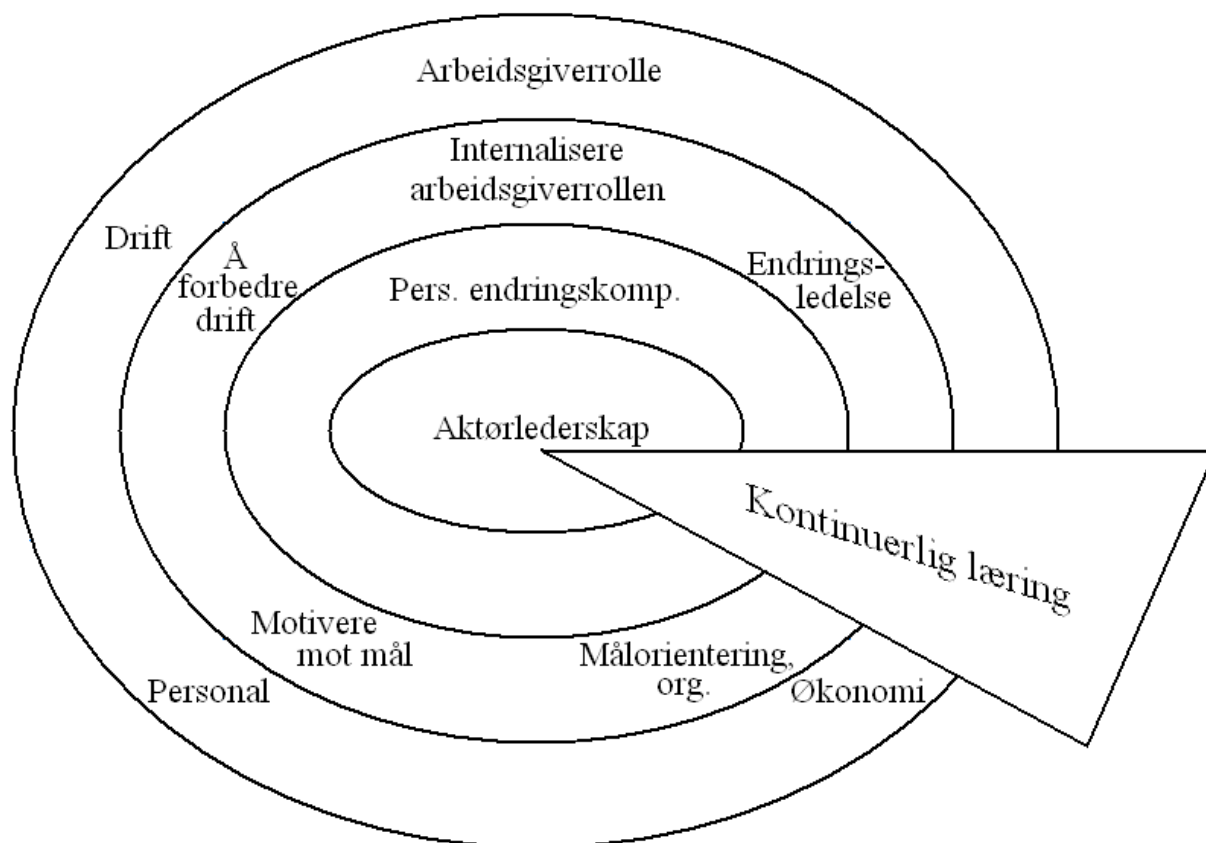 Arbeidsgiverrolle
Internalisere
arbeidsgiverrollen
Drift
Å
forbedre
drift
Endrings-
ledelse
Pers. endringskomp.
Aktørlederskap
Kontinuerlig læring
Motivere
mot mål
Målorientering,
org.
Personal
Økonomi